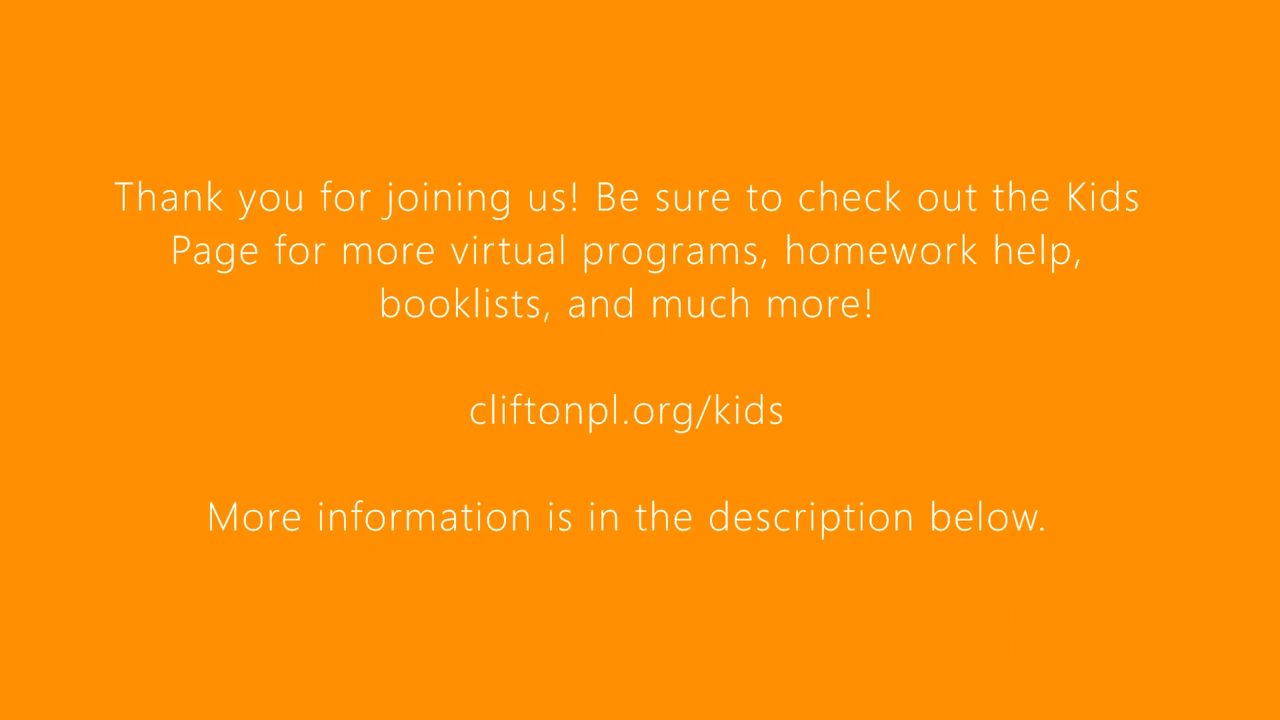 Thank you for joining us! Be sure to check out the Kids
Page for more virtual programs, homework help,
booklists, and much more!
cliftonpl.org/kids
More information is in the description below.